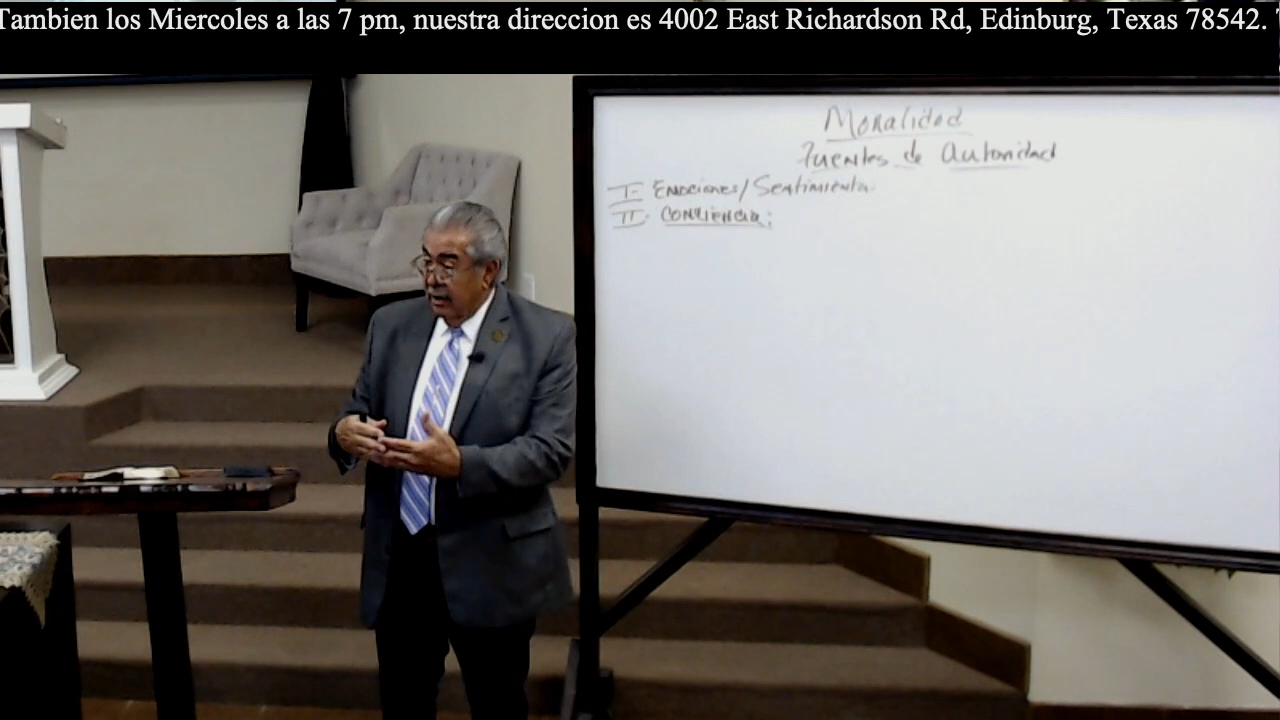 Tambien los Miercoles a las 7 pm, nuestra direccion es 4002 East Richardson Rd, Edinburg, Texas 78542.
Moralidad
Fuentes de Autoridad
I- Emociones/Sentimiento.
II- Conciencia: